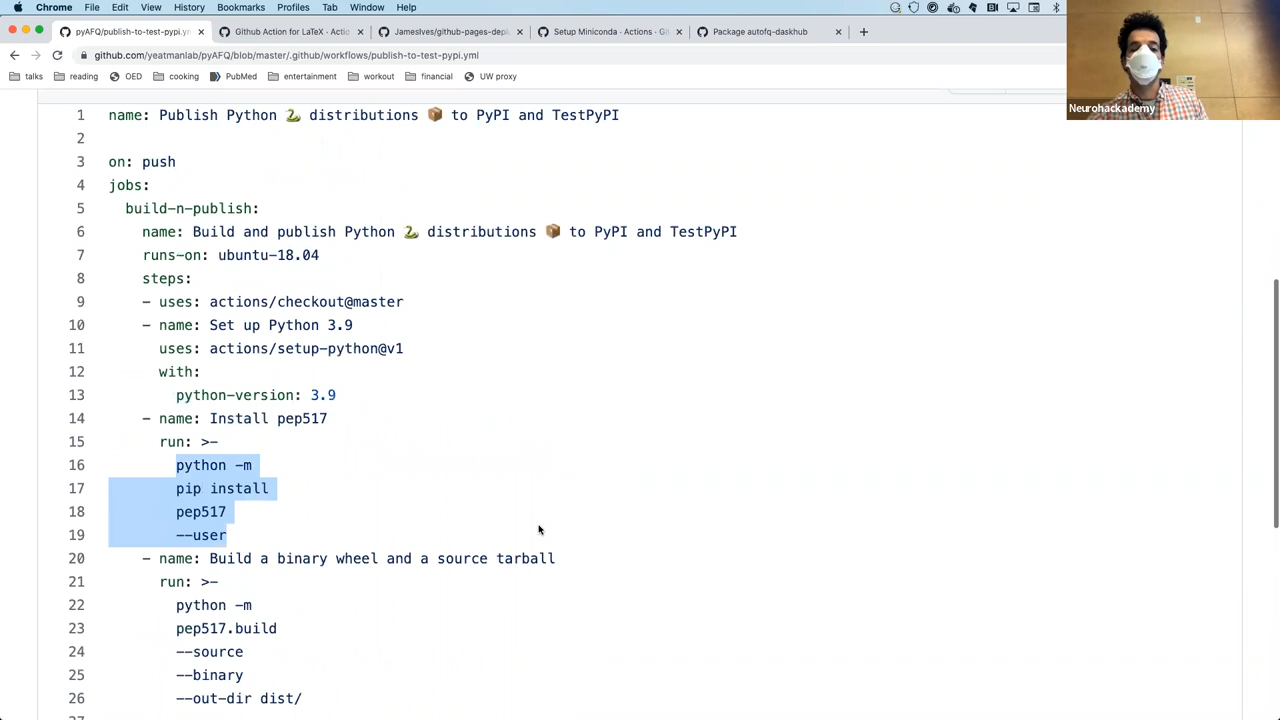 Chrome File Edit View History Bookmarks Profiles Tab Window Help
pyAFQ/publish-to-test-pypi.yn
Github Action for LaTeX · Actio
JamesIves/github-pages-depl
Setup Miniconda · Actions · Gi
Package autofq-daskhub
github.com/yeatmanlab/pyAFQ/blob/master/.github/workflows/publish-to-test-pypi.yml
talks reading OED cooking PubMed entertainment workout financial UW proxy
Neurohackademy
1 name: Publish Python 🐍 distributions 📦 to PyPI and TestPyPI
2
3 on: push
4 jobs:
5 build-n-publish:
6 name: Build and publish Python 🐍 distributions 📦 to PyPI and TestPyPI
7 runs-on: ubuntu-18.04
8 steps:
9 - uses: actions/checkout@master
10 - name: Set up Python 3.9
11 uses: actions/setup-python@v1
12 with:
13 python-version: 3.9
14 - name: Install pep517
15 run: >-
16 python -m
17 pip install
18 pep517
19 --user
20 - name: Build a binary wheel and a source tarball
21 run: >-
22 python -m
23 pep517.build
24 --source
25 --binary
26 --out-dir dist/